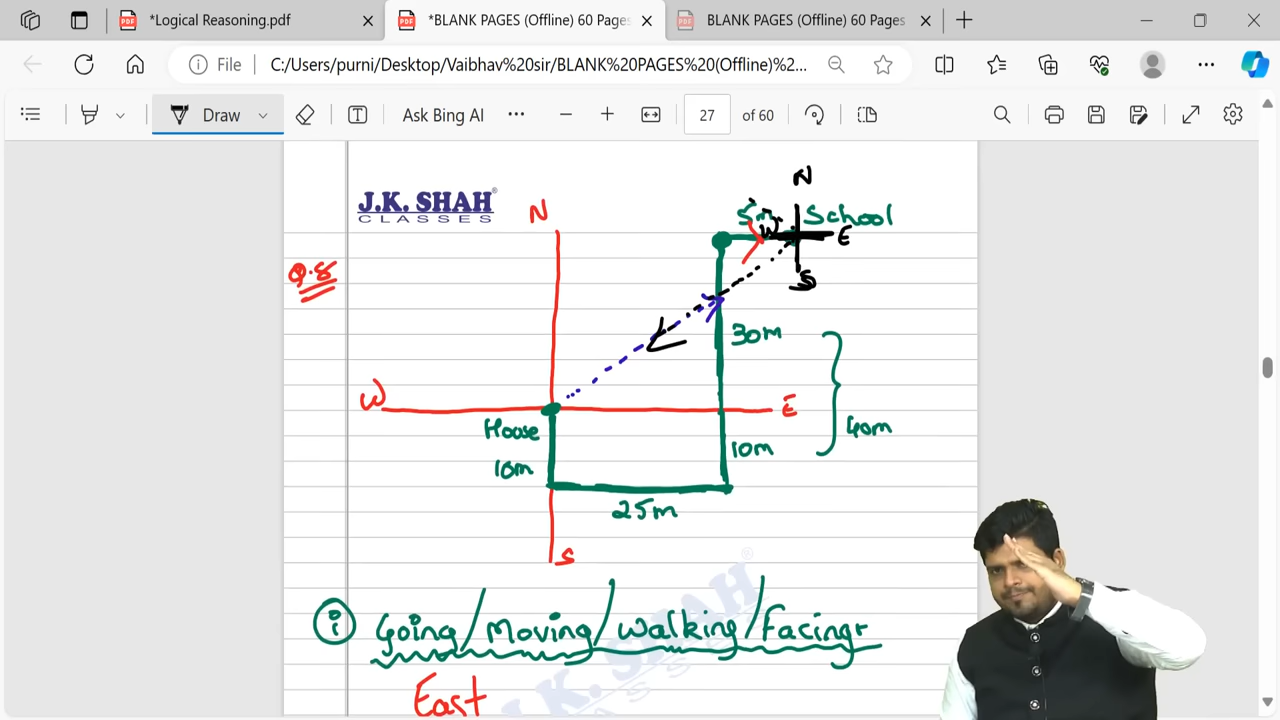 *Logical Reasoning.pdf
*BLANK PAGES (Offline) 60 Pages
BLANK PAGES (Offline) 60 Pages
File
C:/Users/purni/Desktop/Vaibhav%20sir/BLANK%20PAGES%20(Offline)%2...
Draw
Ask Bing AI
27
of 60
J.K. SHAH®
CLASSES
N
N
5m
School
W
E
S
Q.8
30m
W
E
House
40m
10m
10m
25m
S
i
Going/Moving/Walking/Facing
East
J.K. SHAH